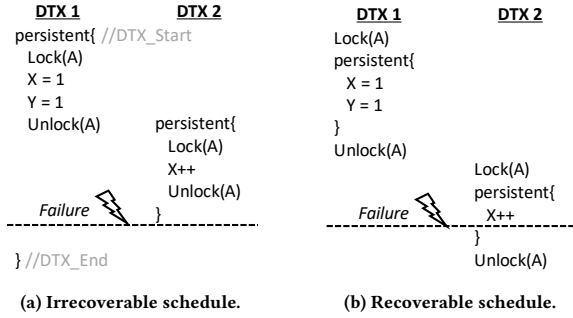 DTX 1
DTX 2
persistent{ //DTX_Start
Lock(A)
X = 1
Y = 1
Unlock(A)
persistent{
Lock(A)
X++
Unlock(A)
}
Failure
} //DTX_End
(a) Irrecoverable schedule.
DTX 1
DTX 2
Lock(A)
persistent{
X = 1
Y = 1
}
Unlock(A)
Lock(A)
persistent{
X++
Failure
}
Unlock(A)
(b) Recoverable schedule.